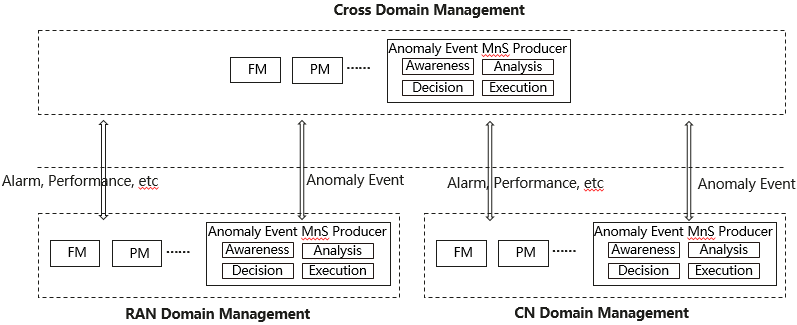 Cross Domain Management
Anomaly Event MnS Producer
FM PM ...... Awareness Analysis
Decision Execution
Alarm, Performance, etc Anomaly Event Alarm, Performance, etc Anomaly Event
Anomaly Event MnS Producer Anomaly Event MnS Producer
FM PM ...... Awareness Analysis FM PM ...... Awareness Analysis
Decision Execution Decision Execution
RAN Domain Management CN Domain Management